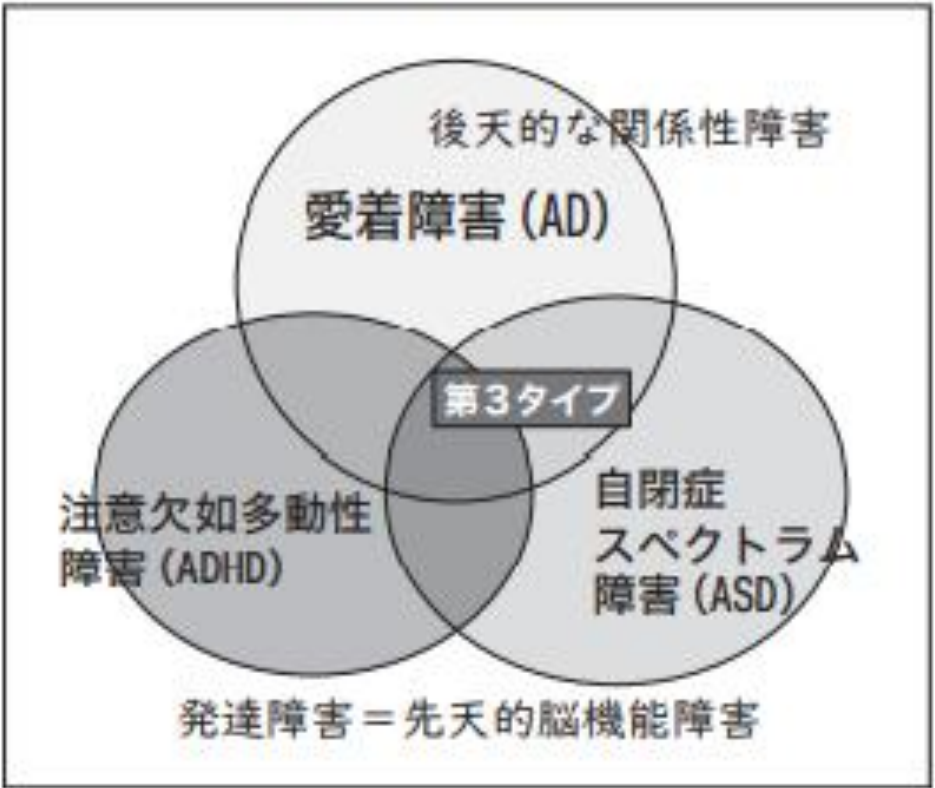 後天的な関係性障害
愛着障害(AD)
第3タイプ
注意欠如多動性
障害(ADHD)
自閉症
スペクトラム
障害(ASD)
発達障害=先天的脳機能障害